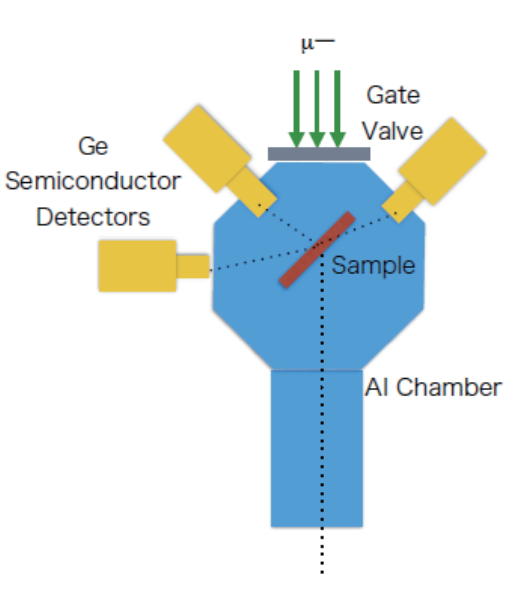 μ—
Gate
Valve
Ge
Semiconductor
Detectors
Sample
Al Chamber